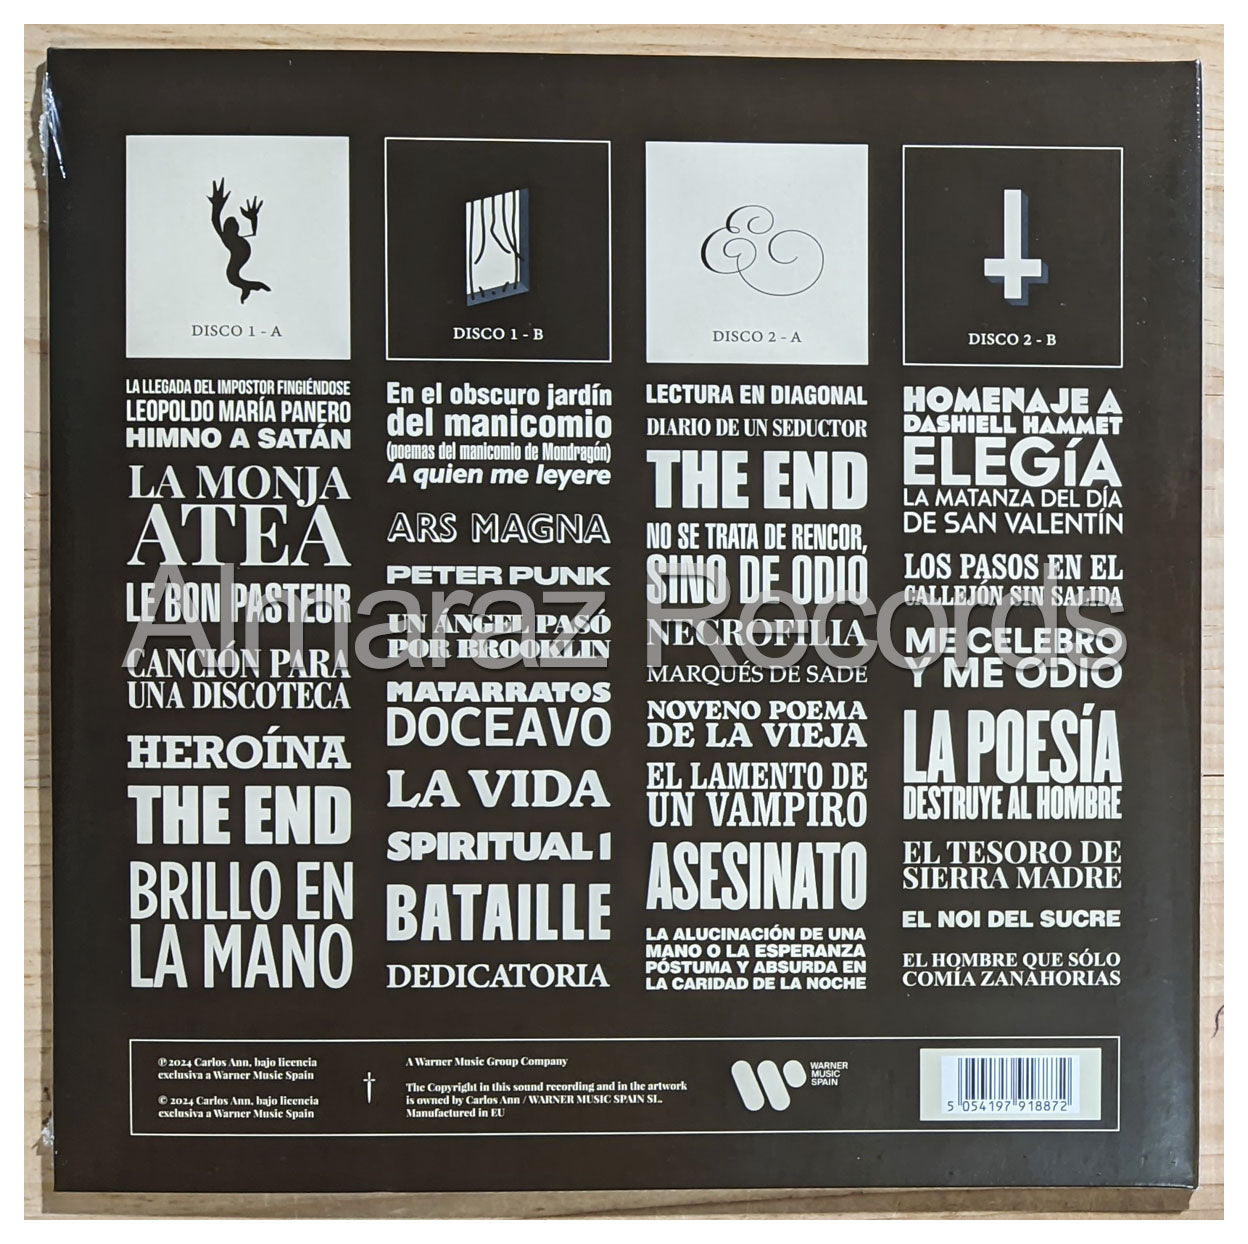 DISCO 1 - A
LA LLEGADA DEL IMPOSTOR FINGIÉNDOSE
LEOPOLDO MARÍA PANERO
HIMNO A SATÁN
LA MONJA
ATEA
LE BON PASTEUR
CANCIÓN PARA
UNA DISCOTECA
HEROÍNA
THE END
BRILLO EN
LA MANO
DISCO 1 - B
En el obscuro jardín
del manicomio
(poemas del manicomio de Mondragón)
A quien me leyere
ARS MAGNA
PETER PUNK
UN ÁNGEL PASÓ
POR BROOKLIN
MATARRATOS
DOCEAVO
LA VIDA
SPIRITUAL I
BATAILLE
DEDICATORIA
DISCO 2 - A
LECTURA EN DIAGONAL
DIARIO DE UN SEDUCTOR
THE END
NO SE TRATA DE RENCOR,
SINO DE ODIO
NECROFILIA
MARQUÉS DE SADE
NOVENO POEMA
DE LA VIEJA
EL LAMENTO DE
UN VAMPIRO
ASESINATO
LA ALUCINACIÓN DE UNA
MANO O LA ESPERANZA
PÓSTUMA Y ABSURDA EN
LA CARIDAD DE LA NOCHE
DISCO 2 - B
HOMENAJE A
DASHIELL HAMMET
ELEGÍA
LA MATANZA DEL DÍA
DE SAN VALENTÍN
LOS PASOS EN EL
CALLEJÓN SIN SALIDA
ME CELEBRO
Y ME ODIO
LA POESÍA
DESTRUYE AL HOMBRE
EL TESORO DE
SIERRA MADRE
EL NOI DEL SUCRE
EL HOMBRE QUE SÓLO
COMÍA ZANAHORIAS
Almaraz Records
℗ 2024 Carlos Ann, bajo licencia
exclusiva a Warner Music Spain
© 2024 Carlos Ann, bajo licencia
exclusiva a Warner Music Spain
A Warner Music Group Company
The Copyright in this sound recording and in the artwork
is owned by Carlos Ann / WARNER MUSIC SPAIN SL.
Manufactured in EU
WARNER
MUSIC
SPAIN
5 054197 918872